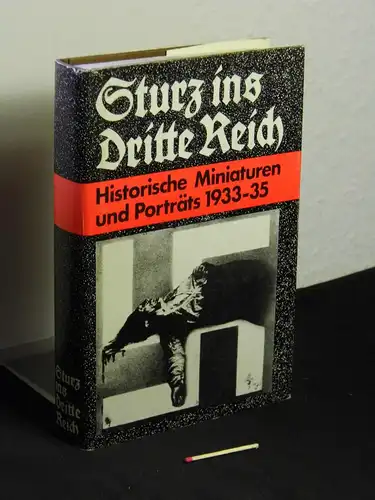 Sturz ins
Dritte Reich
Historische Miniaturen
und Porträts 1933-35
Sturz
ins
Dritte
Reich